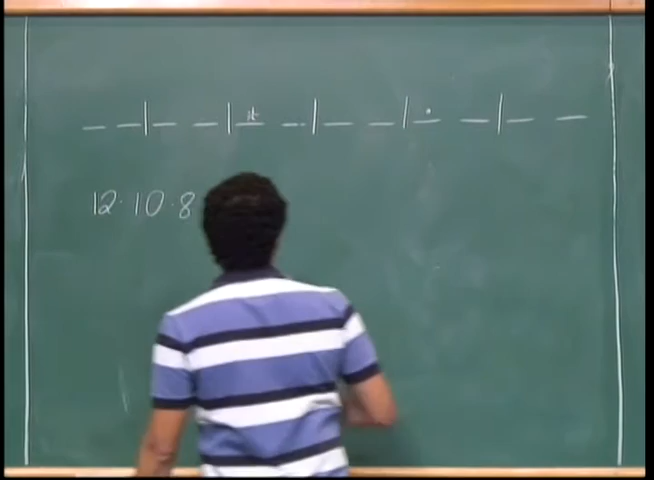 _ _ | _ _ | * _ | _ _ | _ _ | _ _
12 · 10 · 8